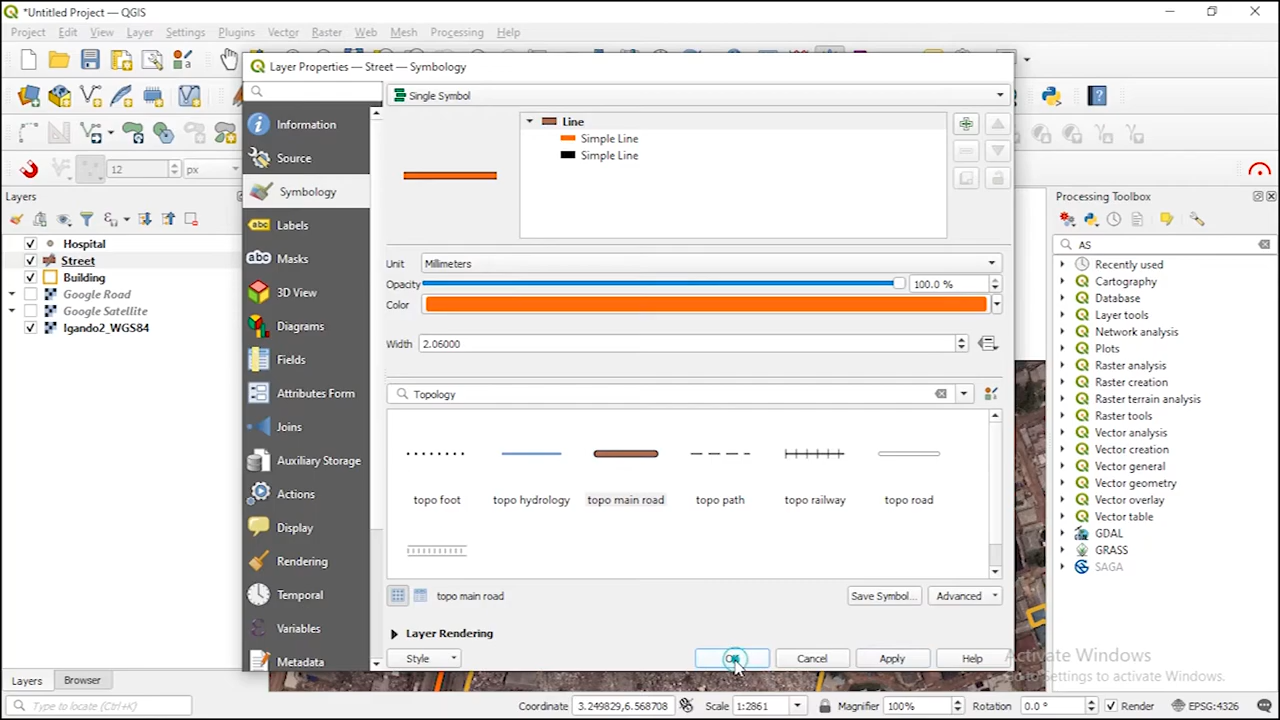 *Untitled Project — QGIS
Project Edit View Layer Settings Plugins Vector Raster Web Mesh Processing Help
Layer Properties — Street — Symbology
Single Symbol
Information
Source
Symbology
Labels
Masks
3D View
Diagrams
Fields
Attributes Form
Joins
Auxiliary Storage
Actions
Display
Rendering
Temporal
Variables
Metadata
Line
Simple Line
Simple Line
Unit Millimeters
Opacity 100.0 %
Color
Width 2.06000
Topology
topo foot topo hydrology topo main road topo path topo railway topo road
topo main road
Save Symbol... Advanced
Layer Rendering
Style OK Cancel Apply Help
12 px
Layers
Hospital
Street
Building
Google Road
Google Satellite
Igando2_WGS84
Processing Toolbox
AS
Recently used
Cartography
Database
Layer tools
Network analysis
Plots
Raster analysis
Raster creation
Raster terrain analysis
Raster tools
Vector analysis
Vector creation
Vector general
Vector geometry
Vector overlay
Vector table
GDAL
GRASS
SAGA
Activate Windows
Go to Settings to activate Windows.
Layers Browser
Type to locate (Ctrl+K) Coordinate 3.249829,6.568708 Scale 1:2861 Magnifier 100% Rotation 0.0 ° Render EPSG:4326